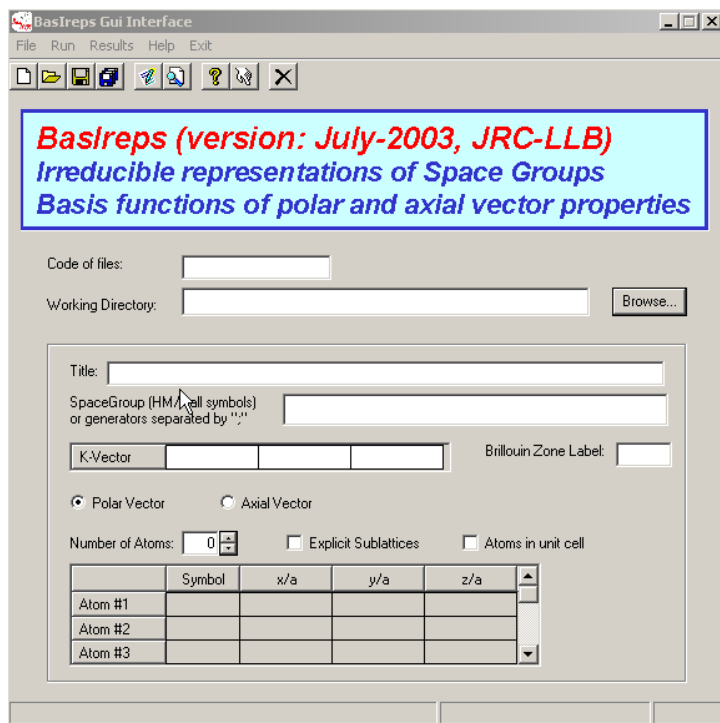 BasIreps Gui Interface
File Run Results Help Exit
BasIreps (version: July-2003, JRC-LLB)
Irreducible representations of Space Groups
Basis functions of polar and axial vector properties
Code of files:
Working Directory:
Browse...
Title:
SpaceGroup (HM/ all symbols)
or generators separated by ";"
K-Vector
Brillouin Zone Label:
Polar Vector
Axial Vector
Number of Atoms: 0
Explicit Sublattices
Atoms in unit cell
Symbol x/a y/a z/a
Atom #1
Atom #2
Atom #3